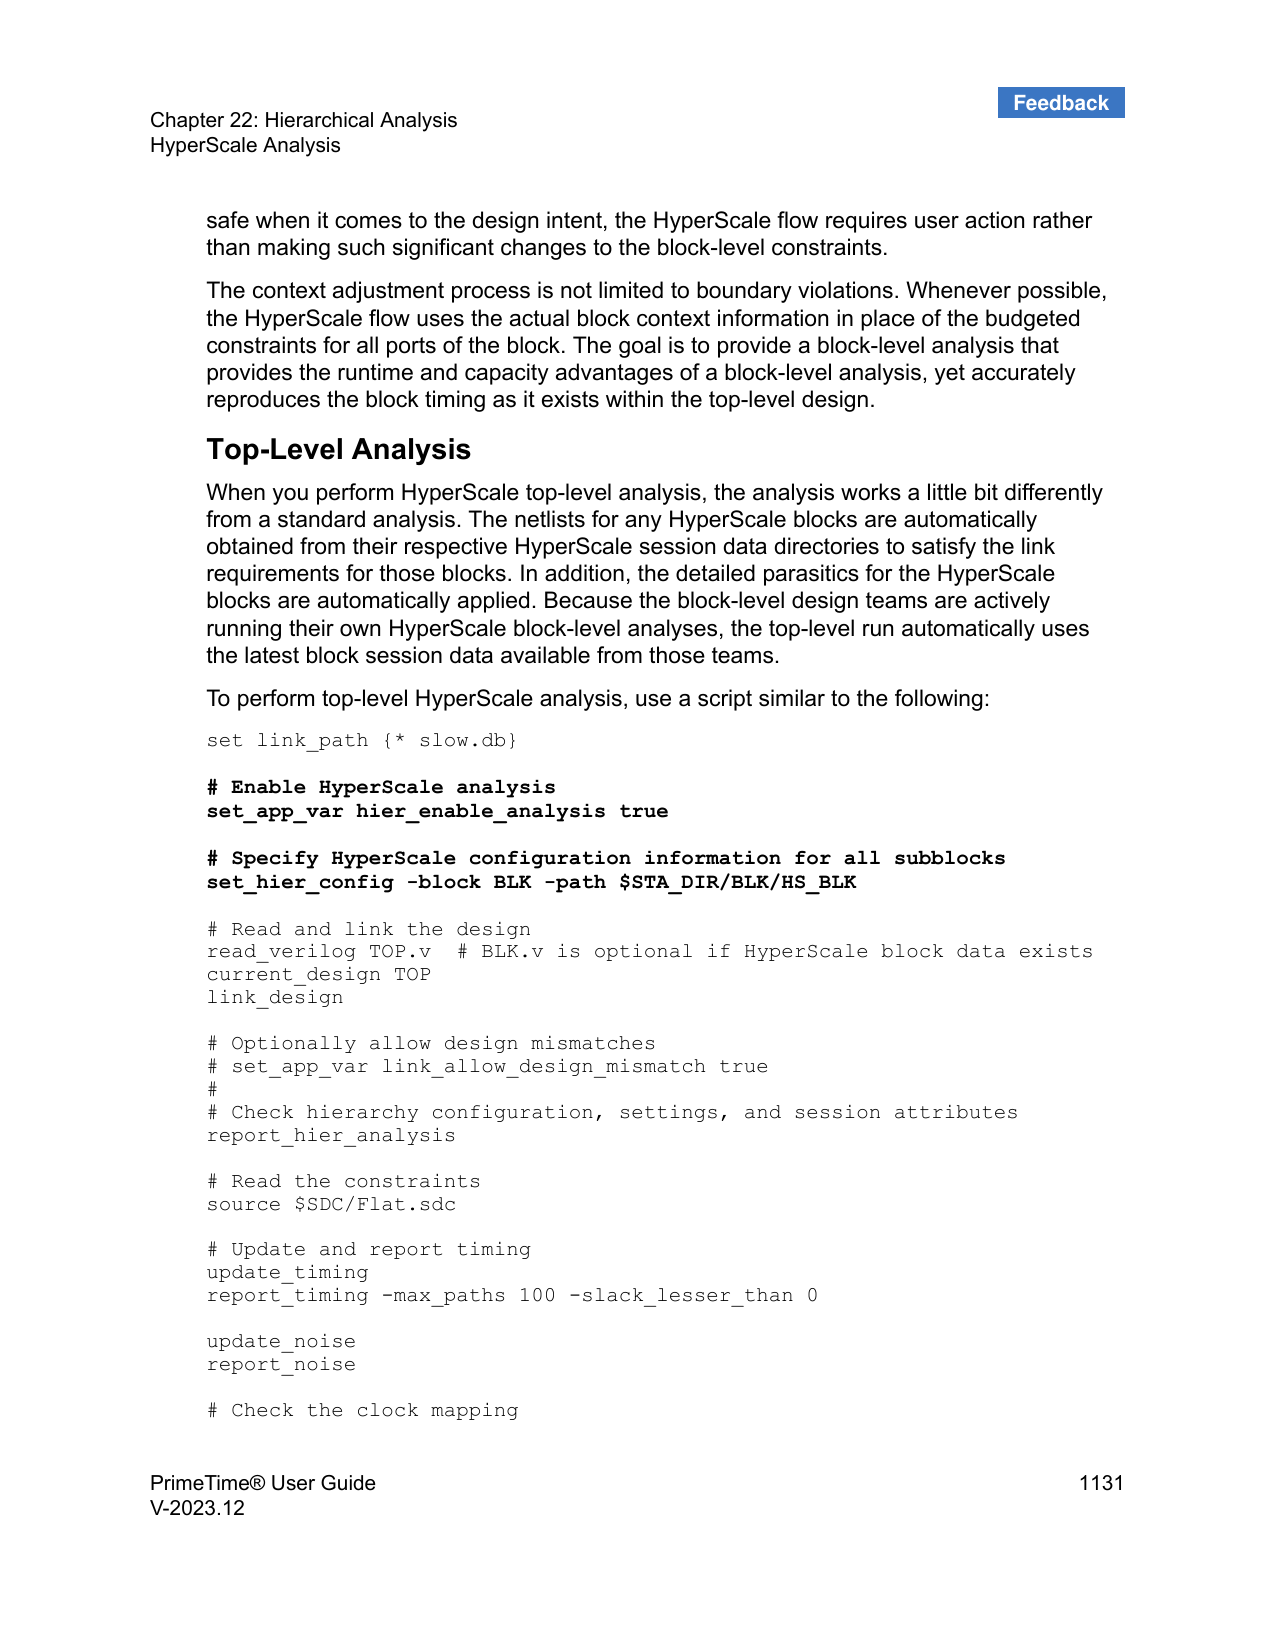 Feedback
Chapter 22: Hierarchical Analysis
HyperScale Analysis
safe when it comes to the design intent, the HyperScale flow requires user action rather
than making such significant changes to the block-level constraints.
The context adjustment process is not limited to boundary violations. Whenever possible,
the HyperScale flow uses the actual block context information in place of the budgeted
constraints for all ports of the block. The goal is to provide a block-level analysis that
provides the runtime and capacity advantages of a block-level analysis, yet accurately
reproduces the block timing as it exists within the top-level design.
Top-Level Analysis
When you perform HyperScale top-level analysis, the analysis works a little bit differently
from a standard analysis. The netlists for any HyperScale blocks are automatically
obtained from their respective HyperScale session data directories to satisfy the link
requirements for those blocks. In addition, the detailed parasitics for the HyperScale
blocks are automatically applied. Because the block-level design teams are actively
running their own HyperScale block-level analyses, the top-level run automatically uses
the latest block session data available from those teams.
To perform top-level HyperScale analysis, use a script similar to the following:
set link_path {* slow.db}
# Enable HyperScale analysis
set_app_var hier_enable_analysis true
# Specify HyperScale configuration information for all subblocks
set_hier_config -block BLK -path $STA_DIR/BLK/HS_BLK
# Read and link the design
read_verilog TOP.v  # BLK.v is optional if HyperScale block data exists
current_design TOP
link_design
# Optionally allow design mismatches
# set_app_var link_allow_design_mismatch true
#
# Check hierarchy configuration, settings, and session attributes
report_hier_analysis
# Read the constraints
source $SDC/Flat.sdc
# Update and report timing
update_timing
report_timing -max_paths 100 -slack_lesser_than 0
update_noise
report_noise
# Check the clock mapping
PrimeTime® User Guide
1131
V-2023.12